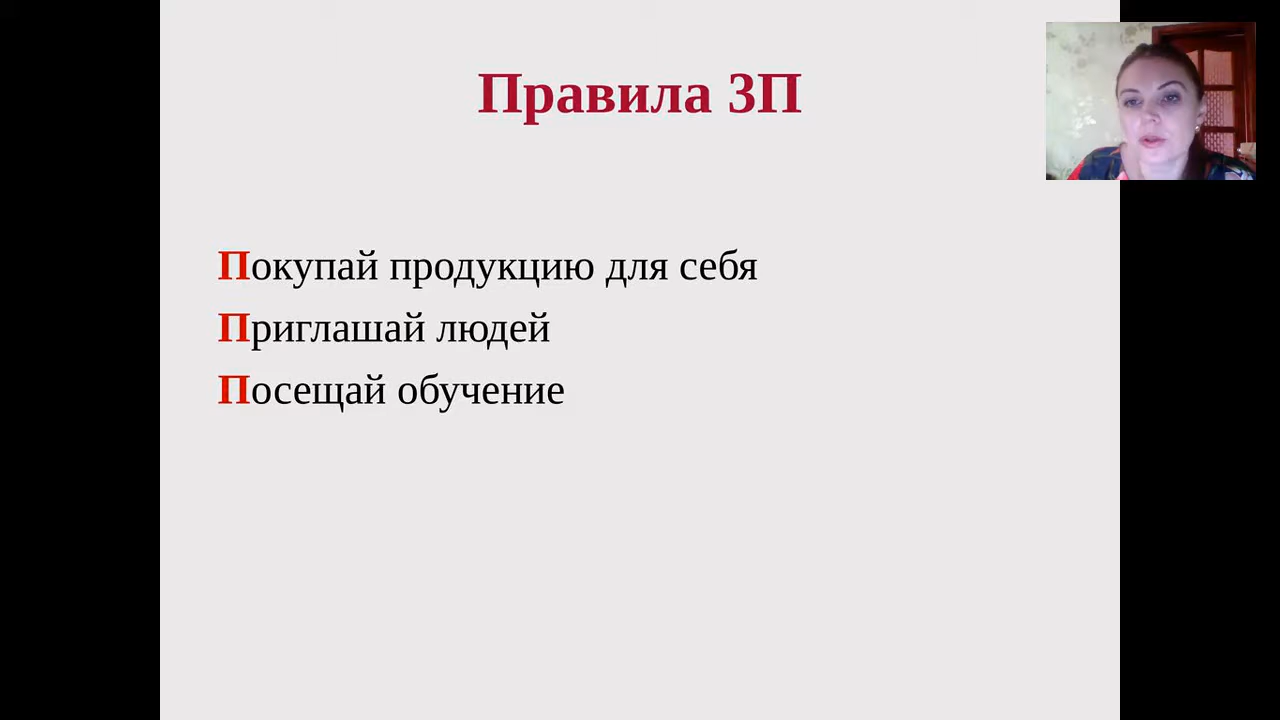 Правила 3П
Покупай продукцию для себя
Приглашай людей
Посещай обучение